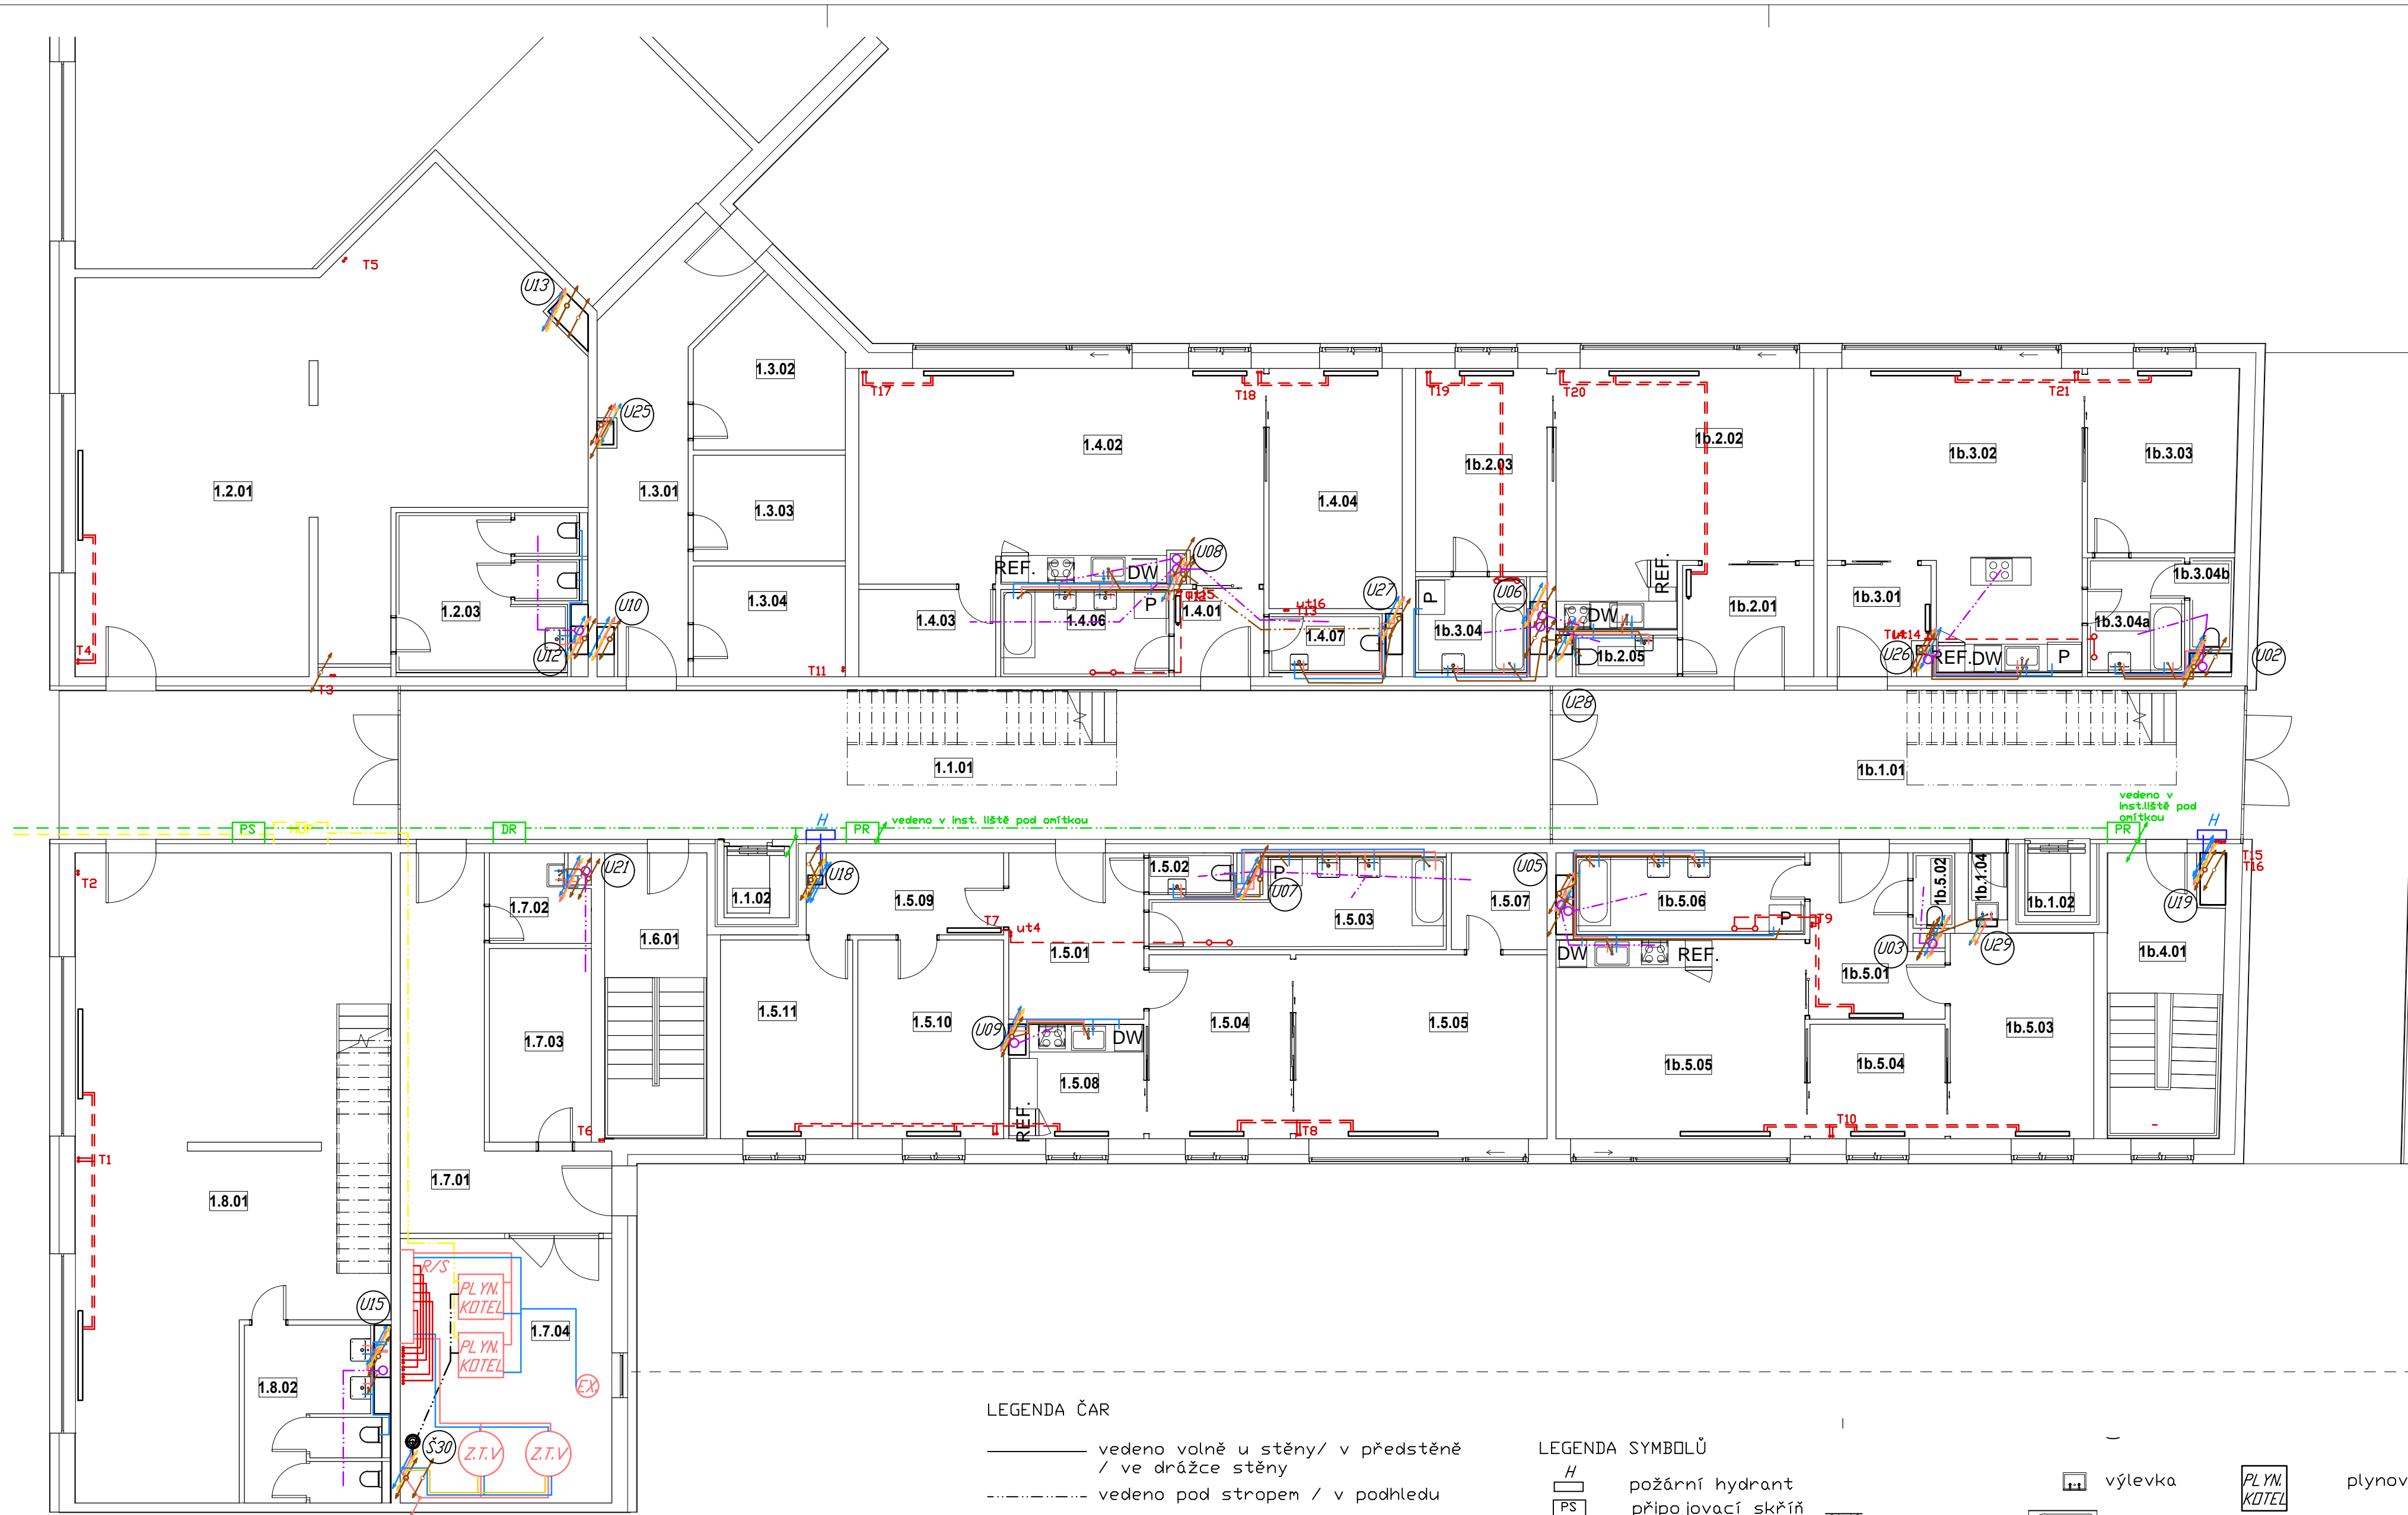 T5
U13
1.3.02
U25
T17
T18
T19
T20
T21
1.4.02
1b.2.02
1b.2.03
1b.3.02
1b.3.03
1.2.01
1.3.01
1.3.03
1.4.04
U08
REF.
DW
REF.
1.3.04
1b.3.04b
1.2.03
U10
P
1.4.01
U27
P
U06
DW
1b.2.01
1b.3.01
1.4.03
1.4.06
ut16
T13
1b.3.04
1b.3.04a
1.4.07
1b.2.05
U12
U26
REF.
DW
P
U02
T4
T11
T3
U28
1.1.01
1b.1.01
vedeno v
inst.liště pod
omítkou
PS
DR
H
PR
vedeno v inst. liště pod omítkou
PR
H
T2
U21
U18
1.5.02
P
U07
U05
1b.5.02
1b.1.04
T15
T16
1.7.02
1.1.02
1.5.09
1.5.03
1.5.07
1b.5.06
P
T9
1b.1.02
U19
1.6.01
T7
ut4
1.5.01
DW
REF.
U03
U29
1b.4.01
1b.5.01
1.7.03
1.5.11
1.5.10
U09
DW
1.5.04
1.5.05
1b.5.03
1.5.08
1b.5.05
1b.5.04
REF.
T6
T8
T10
T1
1.7.01
1.8.01
R/S
PLYN.
KOTEL
U15
PLYN.
KOTEL
1.7.04
1.8.02
EX.
Š30
Z.T.V
Z.T.V
LEGENDA ČAR
vedeno volně u stěny/ v předstěně
/ ve drážce stěny
vedeno pod stropem / v podhledu
LEGENDA SYMBOLŮ
H
požární hydrant
PS
připojovací skříň
výlevka
PLYN.
KOTEL
plynov